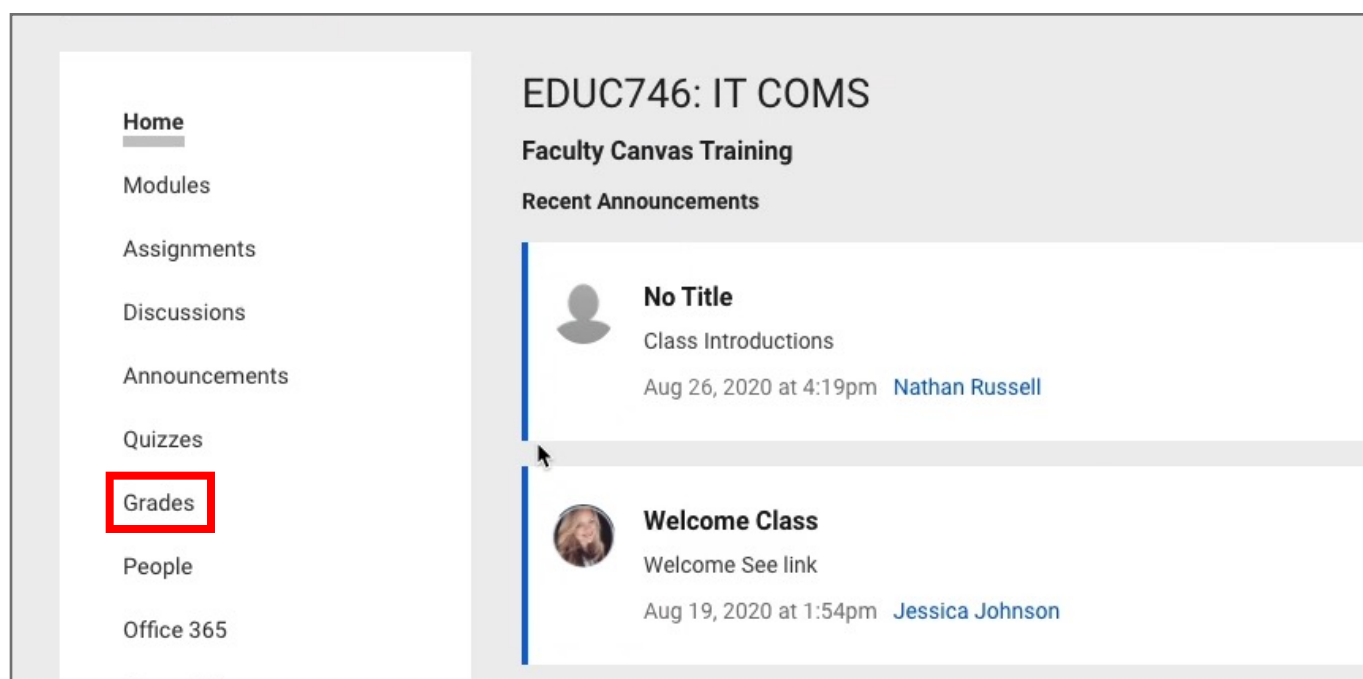 Home
Modules
Assignments
Discussions
Announcements
Quizzes
Grades
People
Office 365
EDUC746: IT COMS
Faculty Canvas Training
Recent Announcements
No Title
Class Introductions
Aug 26, 2020 at 4:19pm Nathan Russell
Welcome Class
Welcome See link
Aug 19, 2020 at 1:54pm Jessica Johnson